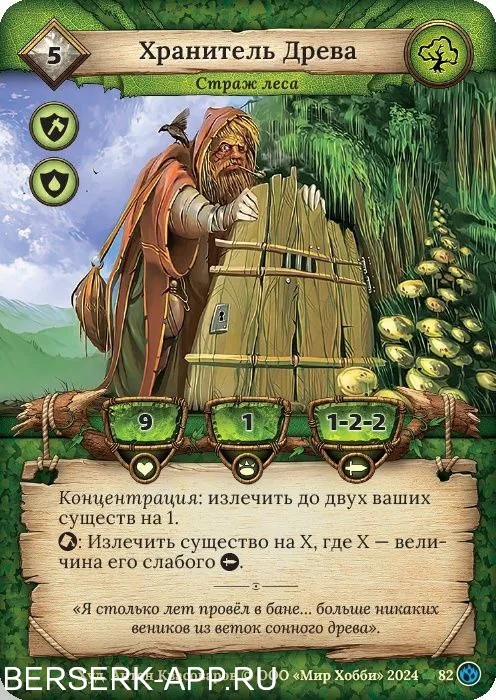 5
Хранитель Древа
Страж леса
9
1
1-2-2
Концентрация: излечить до двух ваших
существ на 1.
: Излечить существо на X, где X — вели-
чина его слабого .
«Я столько лет провёл в бане... больше никаких
веников из веток сонного древа».
ООО «Мир Хобби» 2024 82
BERSERK-APP.RU